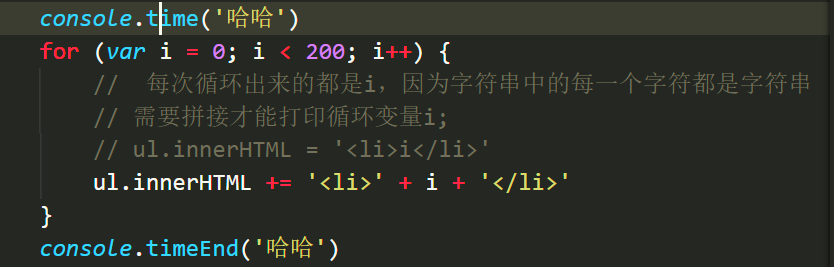 console.time('哈哈')
for (var i = 0; i < 200; i++) {
// 每次循环出来的都是i，因为字符串中的每一个字符都是字符串
// 需要拼接才能打印循环变量i;
// ul.innerHTML = '<li>i</li>'
ul.innerHTML += '<li>' + i + '</li>'
}
console.timeEnd('哈哈')